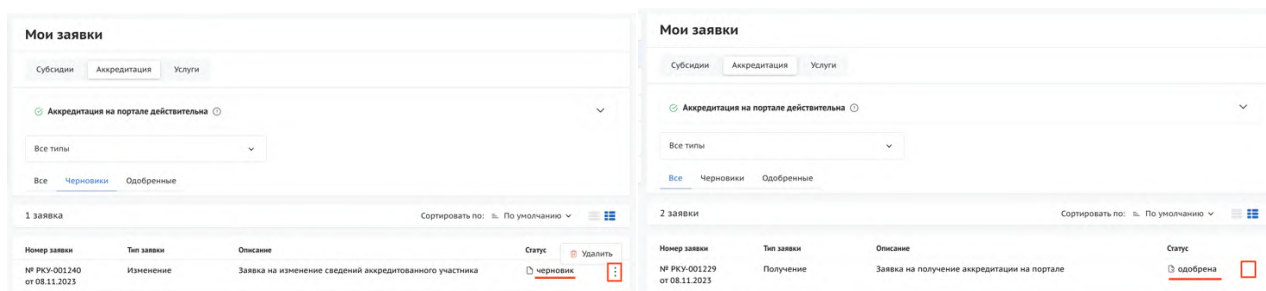 Мои заявки
Субсидии Аккредитация Услуги
Аккредитация на портале действительна
Все типы
Все Черновики Одобренные
1 заявка Сортировать по: По умолчанию
Номер заявки Тип заявки Описание Статус Удалить
№ РКУ-001240 Изменение Заявка на изменение сведений аккредитованного участника черновик
от 08.11.2023
Мои заявки
Субсидии Аккредитация Услуги
Аккредитация на портале действительна
Все типы
Все Черновики Одобренные
2 заявки Сортировать по: По умолчанию
Номер заявки Тип заявки Описание Статус
№ РКУ-001229 Получение Заявка на получение аккредитации на портале одобрена
от 08.11.2023